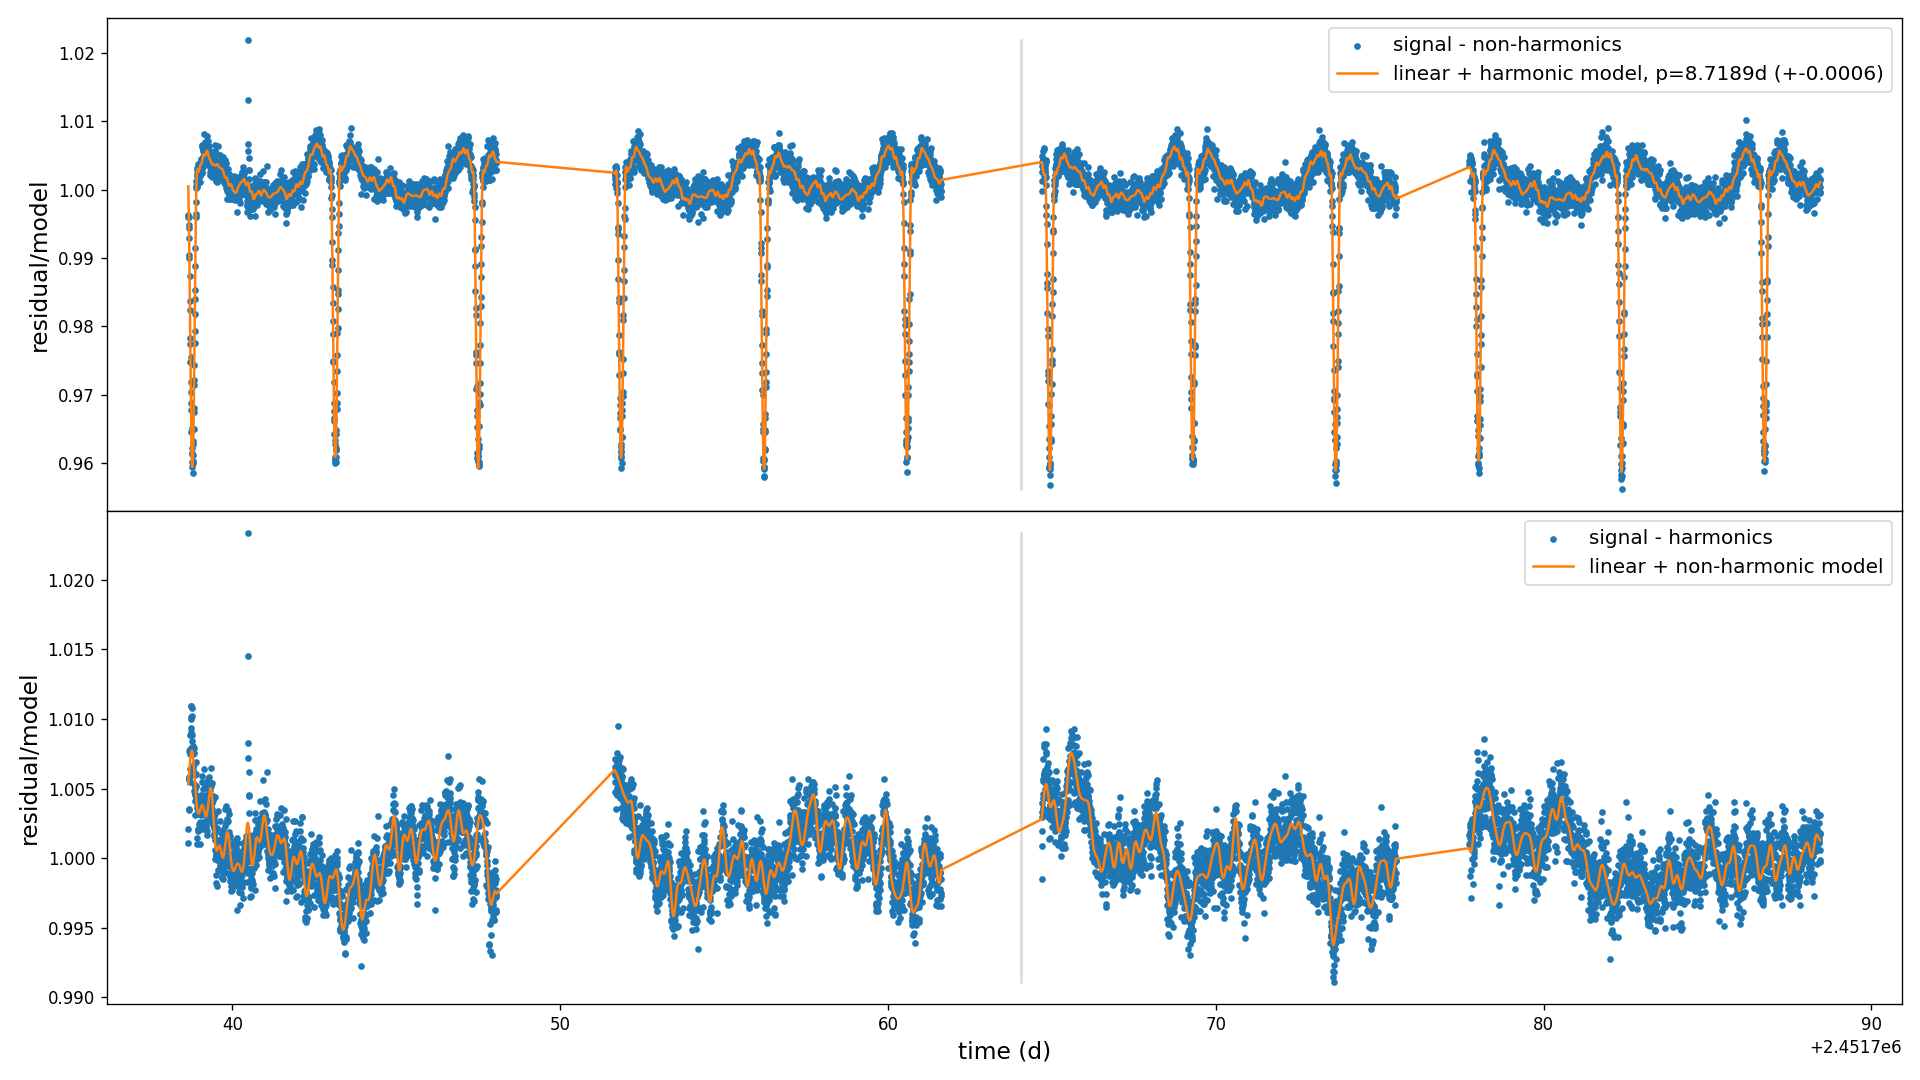 signal - non-harmonics
linear + harmonic model, p=8.7189d (+-0.0006)
1.02
1.01
1.00
0.99
0.98
0.97
0.96
residual/model
signal - harmonics
linear + non-harmonic model
1.020
1.015
1.010
1.005
1.000
0.995
0.990
residual/model
40
50
60
70
80
90
time (d)
+2.4517e6